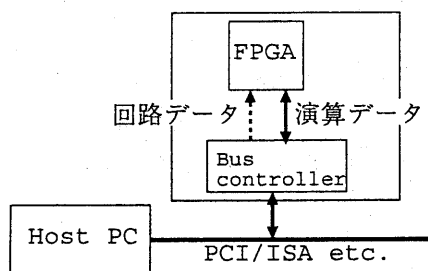 FPGA
回路データ
演算データ
Bus
controller
Host PC
PCI/ISA etc.